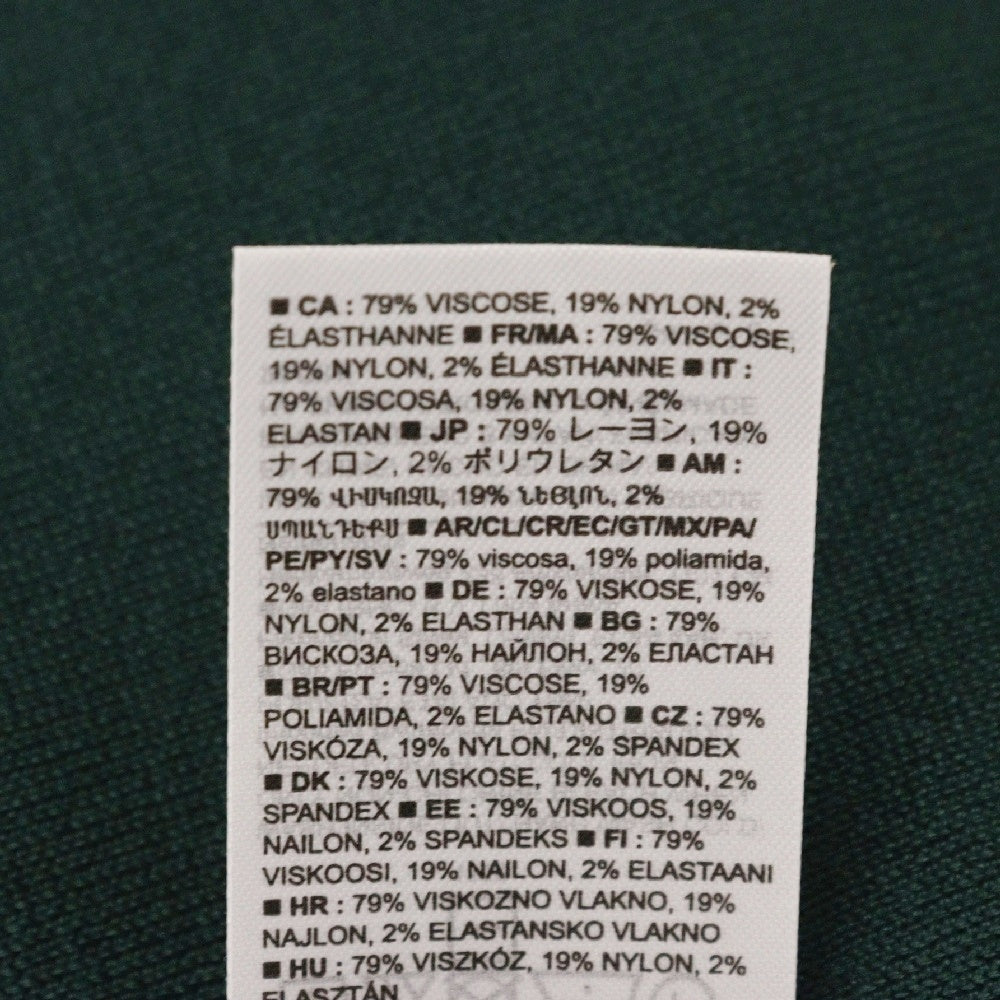 ■ CA : 79% VISCOSE, 19% NYLON, 2%
ÉLASTHANNE ■ FR/MA : 79% VISCOSE,
19% NYLON, 2% ÉLASTHANNE ■ IT :
79% VISCOSA, 19% NYLON, 2%
ELASTAN ■ JP : 79% レーヨン, 19%
ナイロン, 2% ポリウレタン ■ AM :
79% ՎԻՍԿՈԶԱ, 19% ՆԵՅԼՈՆ, 2%
ՍՊԱՆԴԵՔՍ ■ AR/CL/CR/EC/GT/MX/PA/
PE/PY/SV : 79% viscosa, 19% poliamida,
2% elastano ■ DE : 79% VISKOSE, 19%
NYLON, 2% ELASTHAN ■ BG : 79%
ВИСКОЗА, 19% НАЙЛОН, 2% ЕЛАСТАН
■ BR/PT : 79% VISCOSE, 19%
POLIAMIDA, 2% ELASTANO ■ CZ : 79%
VISKÓZA, 19% NYLON, 2% SPANDEX
■ DK : 79% VISKOSE, 19% NYLON, 2%
SPANDEX ■ EE : 79% VISKOOS, 19%
NAILON, 2% SPANDEKS ■ FI : 79%
VISKOOSI, 19% NAILON, 2% ELASTAANI
■ HR : 79% VISKOZNO VLAKNO, 19%
NAJLON, 2% ELASTANSKO VLAKNO
■ HU : 79% VISZKÓZ, 19% NYLON, 2%
ELASZTÁN